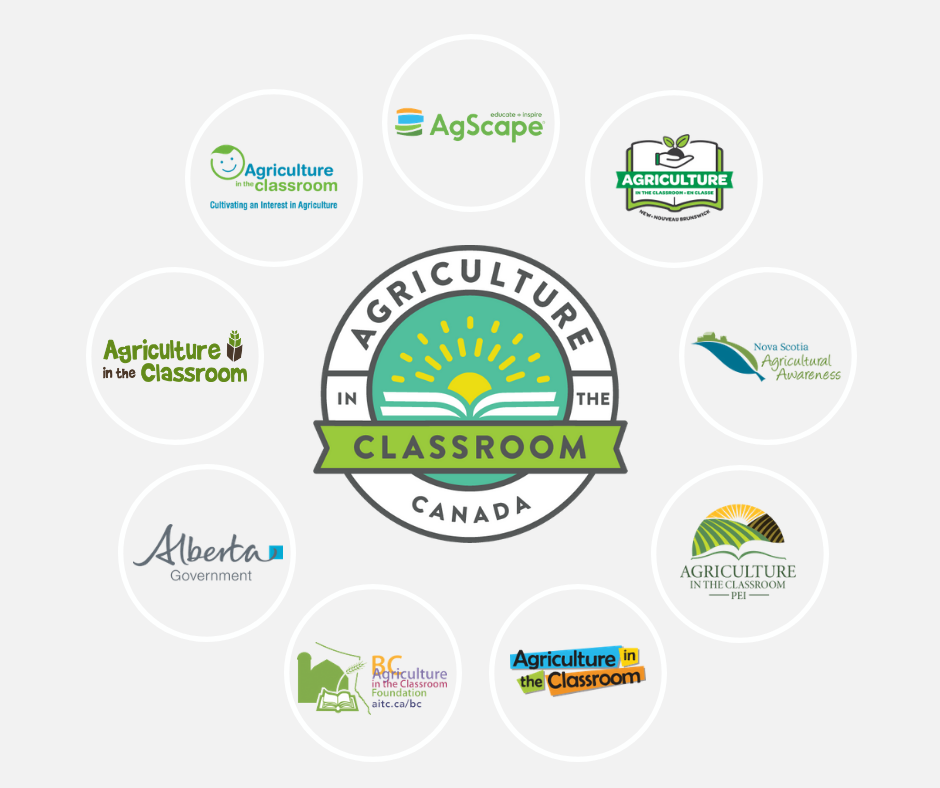 educate + inspire
AgScape
Agriculture
in the classroom
Cultivating an Interest in Agriculture
AGRICULTURE
IN THE CLASSROOM • EN CLASSE
NEW • NOUVEAU BRUNSWICK
Agriculture
in the Classroom
AGRICULTURE
IN THE
CLASSROOM
CANADA
Nova Scotia
Agricultural
Awareness
Alberta
Government
AGRICULTURE
IN THE CLASSROOM
PEI
BC
Agriculture
in the Classroom
Foundation
aitc.ca/bc
Agriculture in
the Classroom